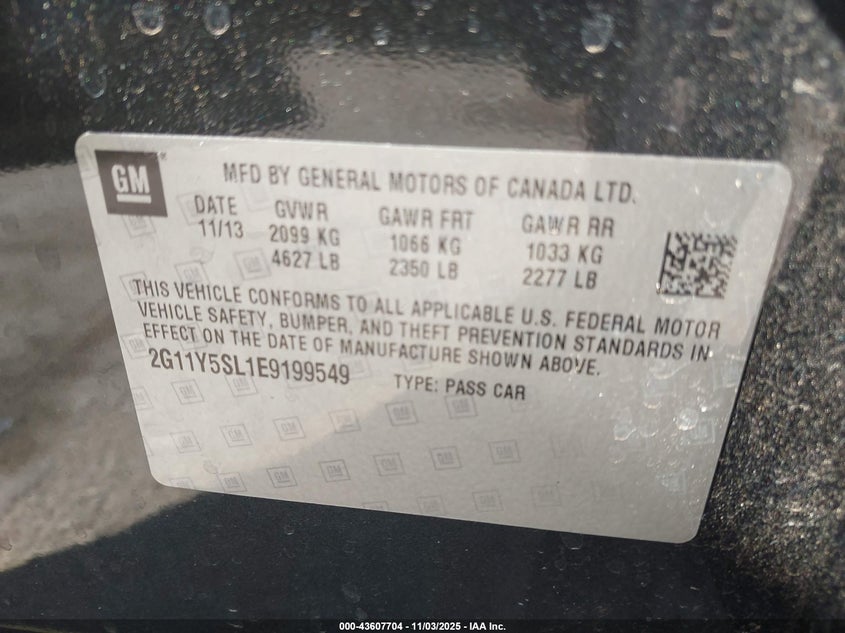 GM
MFD BY GENERAL MOTORS OF CANADA LTD.
DATE GVWR GAWR FRT GAWR RR
11/13 2099 KG 1066 KG 1033 KG
4627 LB 2350 LB 2277 LB
THIS VEHICLE CONFORMS TO ALL APPLICABLE U.S. FEDERAL MOTOR
VEHICLE SAFETY, BUMPER, AND THEFT PREVENTION STANDARDS IN
EFFECT ON THE DATE OF MANUFACTURE SHOWN ABOVE.
2G11Y5SL1E9199549 TYPE: PASS CAR
000-43607704 - 11/03/2025 - IAA Inc.